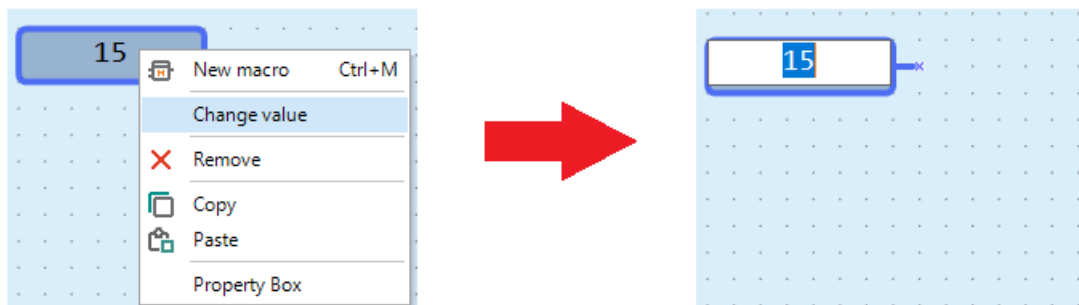 15
New macro Ctrl+M
Change value
Remove
Copy
Paste
Property Box
15